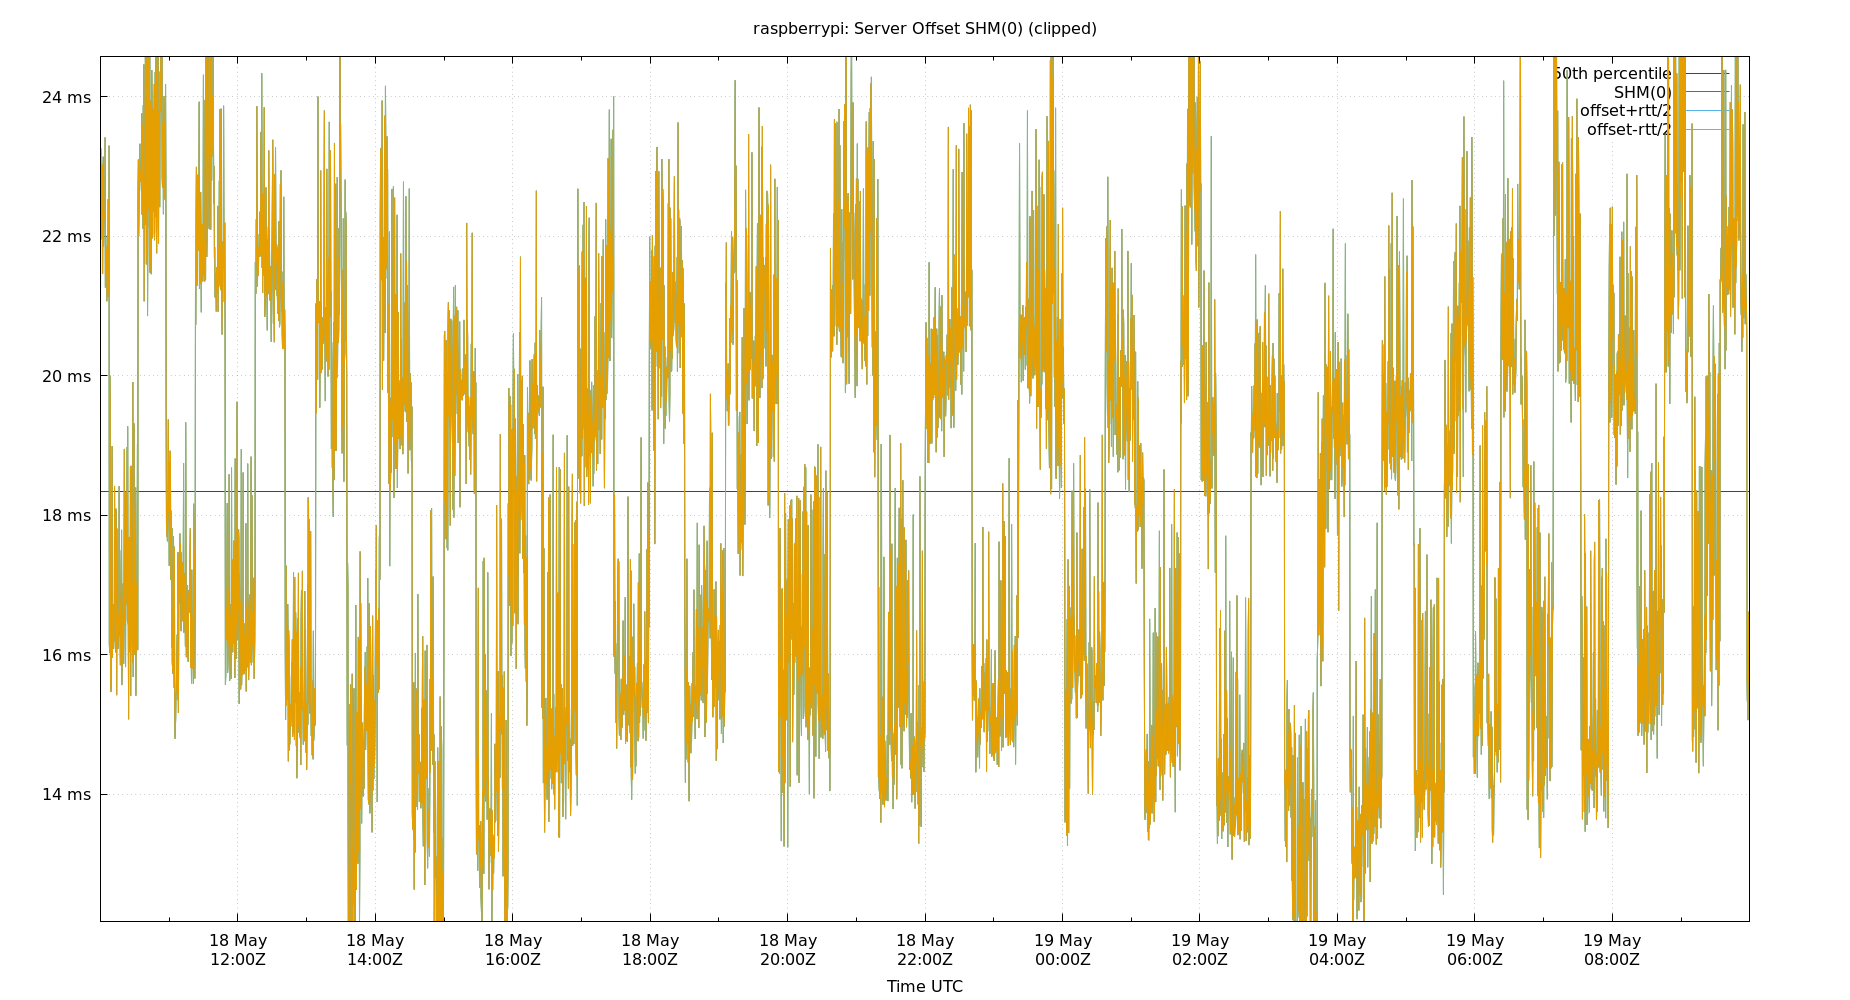 raspberrypi: Server Offset SHM(0) (clipped)
50th percentile
SHM(0)
offset+rtt/2
offset-rtt/2
24 ms
22 ms
20 ms
18 ms
16 ms
14 ms
18 May 18 May 18 May 18 May 18 May 18 May 19 May 19 May 19 May 19 May 19 May
12:00Z 14:00Z 16:00Z 18:00Z 20:00Z 22:00Z 00:00Z 02:00Z 04:00Z 06:00Z 08:00Z
Time UTC